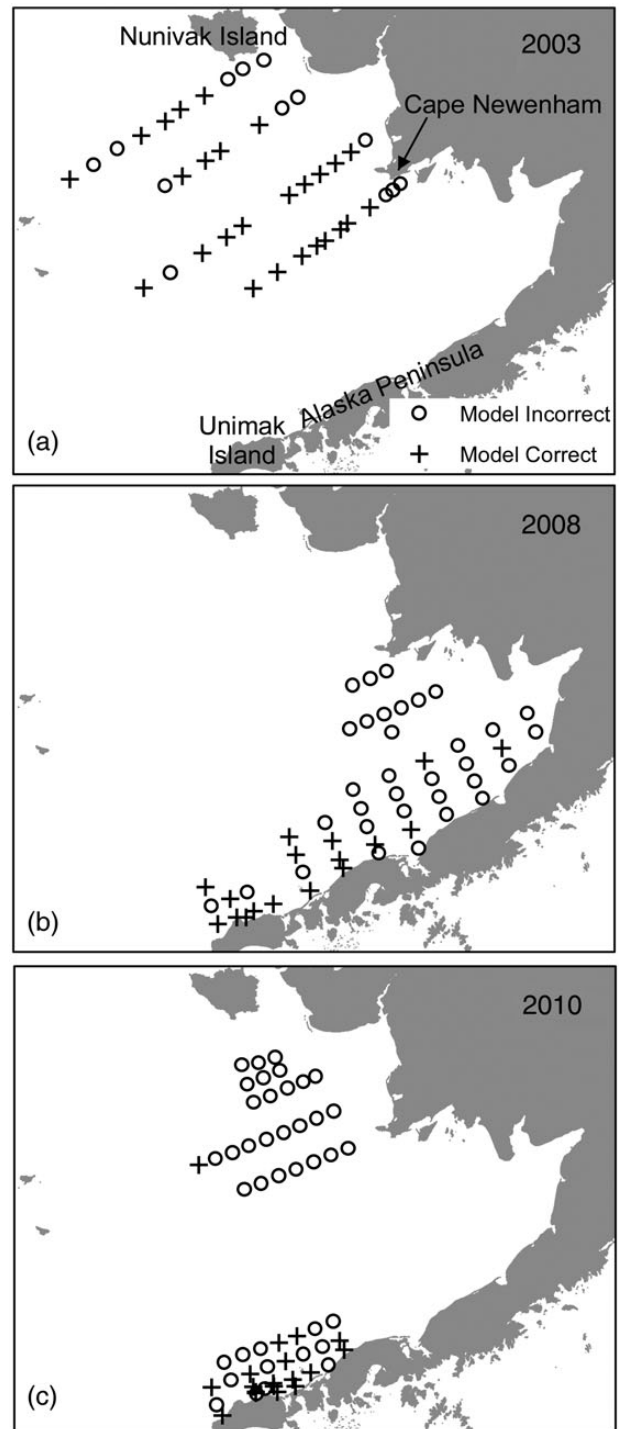 Nunivak Island
2003
Cape Newenham
Alaska Peninsula
Unimak
Island
Model Incorrect
Model Correct
(a)
2008
(b)
2010
(c)